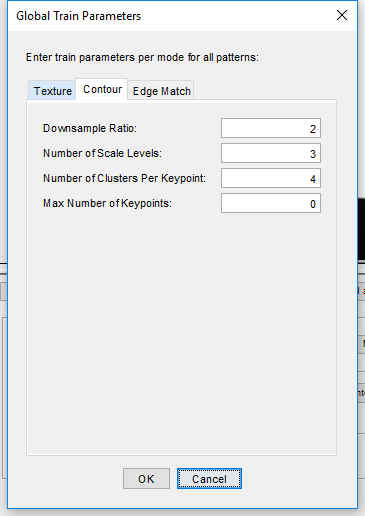 Global Train Parameters
Enter train parameters per mode for all patterns:
Texture Contour Edge Match
Downsample Ratio: 2
Number of Scale Levels: 3
Number of Clusters Per Keypoint: 4
Max Number of Keypoints: 0
OK Cancel